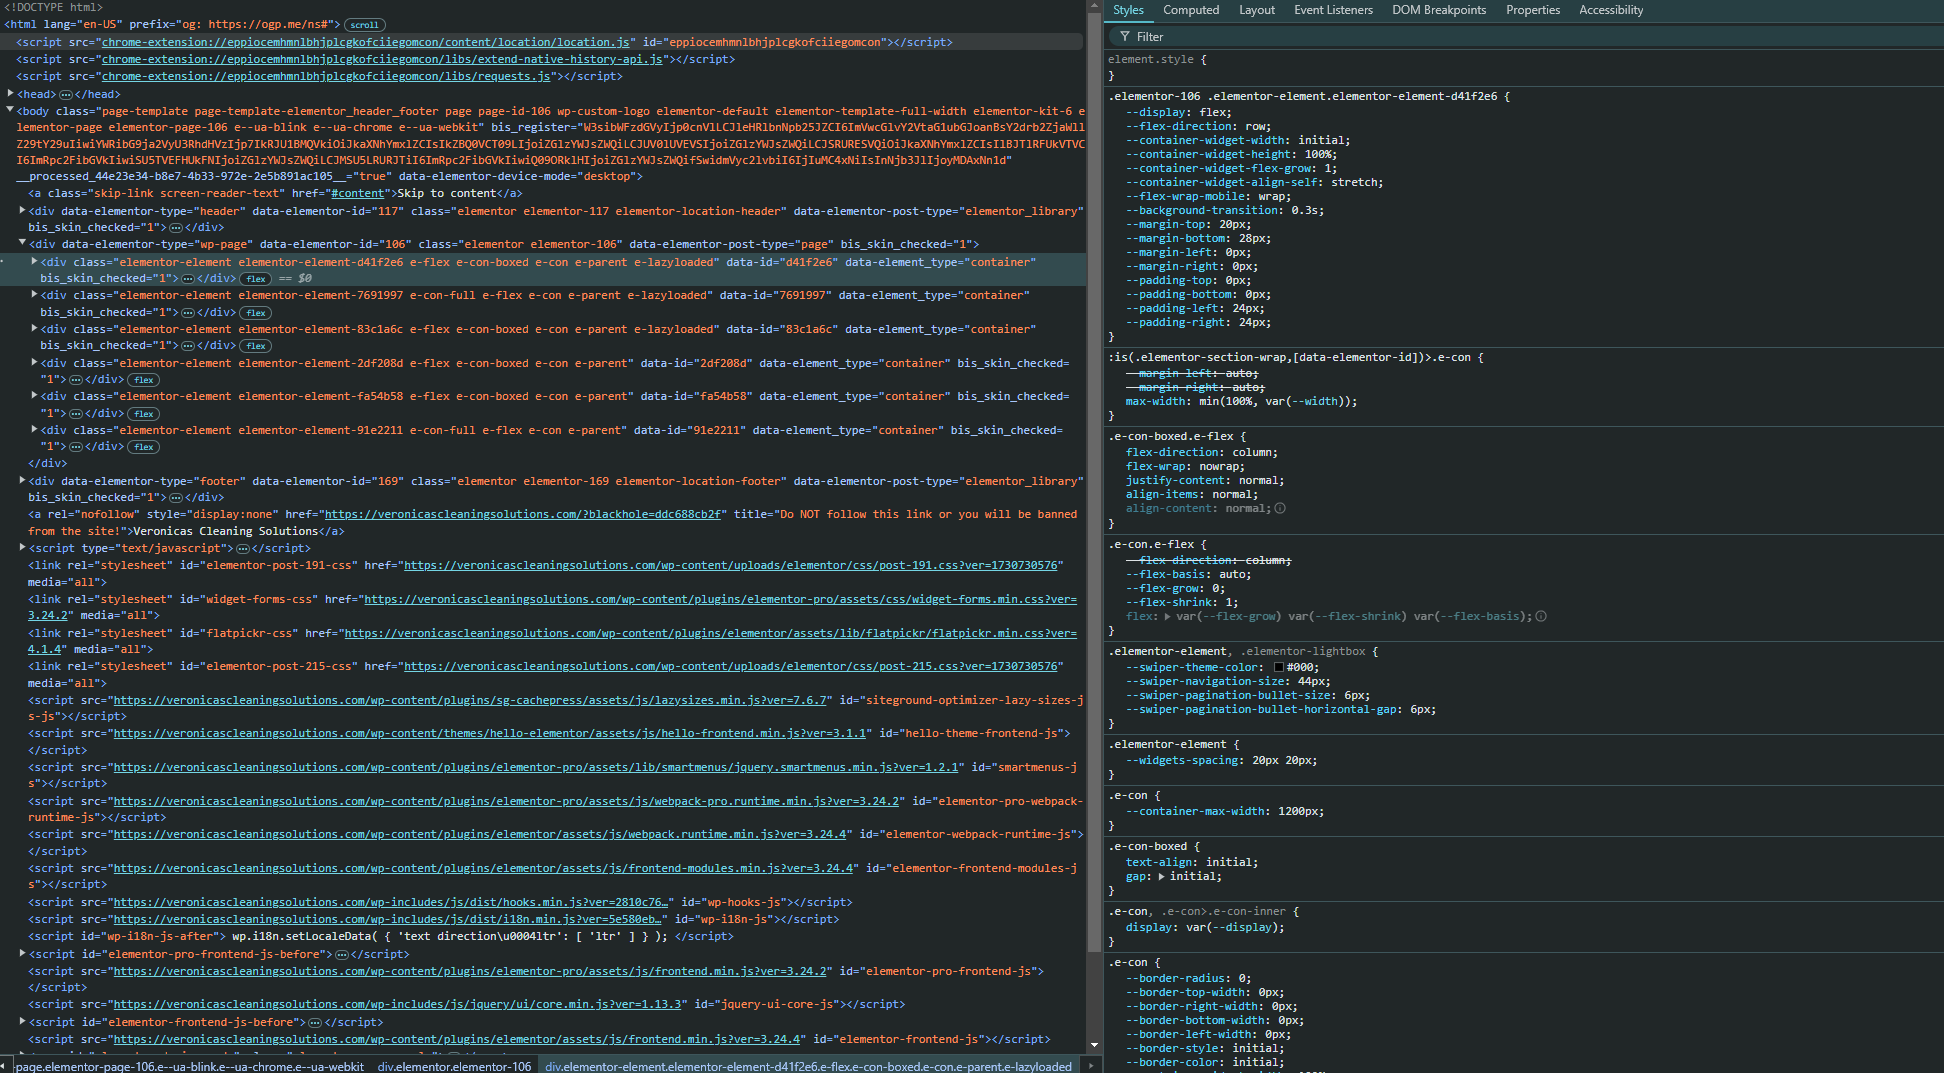 <!DOCTYPE html>
<html lang="en-US" prefix="og: https://ogp.me/ns#"> scroll
<script src="chrome-extension://eppiocemhmnlbhjplcgkofciiegomcon/content/location/location.js" id="eppiocemhmnlbhjplcgkofciiegomcon"></script>
<script src="chrome-extension://eppiocemhmnlbhjplcgkofciiegomcon/libs/extend-native-history-api.js"></script>
<script src="chrome-extension://eppiocemhmnlbhjplcgkofciiegomcon/libs/requests.js"></script>
<head> </head>
<body class="page-template page-template-elementor_header_footer page page-id-106 wp-custom-logo elementor-default elementor-template-full-width elementor-kit-6 e
lementor-page elementor-page-106 e--ua-blink e--ua-chrome e--ua-webkit"
__processed_44e23e34-b8e7-4b33-972e-2e5b891ac105__="true" data-elementor-device-mode="desktop">
<a class="skip-link screen-reader-text" href="#content">Skip to content</a>
<div data-elementor-type="header" data-elementor-id="117" class="elementor elementor-117 elementor-location-header" data-elementor-post-type="elementor_library"
bis_skin_checked="1"> </div>
<div data-elementor-type="wp-page" data-elementor-id="106" class="elementor elementor-106" data-elementor-post-type="page" bis_skin_checked="1">
<div class="elementor-element elementor-element-d41f2e6 e-flex e-con-boxed e-con e-parent e-lazyloaded" data-id="d41f2e6" data-element_type="container"
bis_skin_checked="1"> </div> flex == $0
<div class="elementor-element elementor-element-7691997 e-con-full e-flex e-con e-parent e-lazyloaded" data-id="7691997" data-element_type="container"
bis_skin_checked="1"> </div> flex
<div class="elementor-element elementor-element-83c1a6c e-flex e-con-boxed e-con e-parent e-lazyloaded" data-id="83c1a6c" data-element_type="container"
bis_skin_checked="1"> </div> flex
<div class="elementor-element elementor-element-2df208d e-flex e-con-boxed e-con e-parent" data-id="2df208d" data-element_type="container" bis_skin_checked=
"1"> </div> flex
<div class="elementor-element elementor-element-fa54b58 e-flex e-con-boxed e-con e-parent" data-id="fa54b58" data-element_type="container" bis_skin_checked=
"1"> </div> flex
<div class="elementor-element elementor-element-91e2211 e-con-full e-flex e-con e-parent" data-id="91e2211" data-element_type="container" bis_skin_checked=
"1"> </div> flex
</div>
<div data-elementor-type="footer" data-elementor-id="169" class="elementor elementor-169 elementor-location-footer" data-elementor-post-type="elementor_library"
bis_skin_checked="1"> </div>
<a rel="nofollow" style="display:none" href="https://veronicascleaningsolutions.com/?blackhole=ddc688cb2f" title="Do NOT follow this link or you will be banned
from the site!">Veronicas Cleaning Solutions</a>
<script type="text/javascript"> </script>
<link rel="stylesheet" id="elementor-post-191-css" href="https://veronicascleaningsolutions.com/wp-content/uploads/elementor/css/post-191.css?ver=1730730576"
media="all">
<link rel="stylesheet" id="widget-forms-css" href="https://veronicascleaningsolutions.com/wp-content/plugins/elementor-pro/assets/css/widget-forms.min.css?ver=
3.24.2" media="all">
<link rel="stylesheet" id="flatpickr-css" href="https://veronicascleaningsolutions.com/wp-content/plugins/elementor/assets/lib/flatpickr/flatpickr.min.css?ver=
4.1.4" media="all">
<link rel="stylesheet" id="elementor-post-215-css" href="https://veronicascleaningsolutions.com/wp-content/uploads/elementor/css/post-215.css?ver=1730730576"
media="all">
<script src="https://veronicascleaningsolutions.com/wp-content/plugins/sg-cachepress/assets/js/lazysizes.min.js?ver=7.6.7" id="siteground-optimizer-lazy-sizes-j
s-js"></script>
<script src="https://veronicascleaningsolutions.com/wp-content/themes/hello-elementor/assets/js/hello-frontend.min.js?ver=3.1.1" id="hello-theme-frontend-js">
</script>
<script src="https://veronicascleaningsolutions.com/wp-content/plugins/elementor-pro/assets/lib/smartmenus/jquery.smartmenus.min.js?ver=1.2.1" id="smartmenus-j
s"></script>
<script src="https://veronicascleaningsolutions.com/wp-content/plugins/elementor-pro/assets/js/webpack-pro.runtime.min.js?ver=3.24.2" id="elementor-pro-webpack-
runtime-js"></script>
<script src="https://veronicascleaningsolutions.com/wp-content/plugins/elementor/assets/js/webpack.runtime.min.js?ver=3.24.4" id="elementor-webpack-runtime-js">
</script>
<script src="https://veronicascleaningsolutions.com/wp-content/plugins/elementor/assets/js/frontend-modules.min.js?ver=3.24.4" id="elementor-frontend-modules-j
s"></script>
<script src="https://veronicascleaningsolutions.com/wp-includes/js/dist/hooks.min.js?ver=2810c76…" id="wp-hooks-js"></script>
<script src="https://veronicascleaningsolutions.com/wp-includes/js/dist/i18n.min.js?ver=5e580eb…" id="wp-i18n-js"></script>
<script id="wp-i18n-js-after"> wp.i18n.setLocaleData( { 'text direction\u0004ltr': [ 'ltr' ] } ); </script>
<script id="elementor-pro-frontend-js-before"> </script>
<script src="https://veronicascleaningsolutions.com/wp-content/plugins/elementor-pro/assets/js/frontend.min.js?ver=3.24.2" id="elementor-pro-frontend-js">
</script>
<script src="https://veronicascleaningsolutions.com/wp-includes/js/jquery/ui/core.min.js?ver=1.13.3" id="jquery-ui-core-js"></script>
<script id="elementor-frontend-js-before"> </script>
<script src="https://veronicascleaningsolutions.com/wp-content/plugins/elementor/assets/js/frontend.min.js?ver=3.24.4" id="elementor-frontend-js"></script>
-page.elementor-page-106.e--ua-blink.e--ua-chrome.e--ua-webkit div.elementor.elementor-106 div.elementor-element.elementor-element-d41f2e6.e-flex.e-con-boxed.e-con.e-parent.e-lazyloaded
Styles Computed Layout Event Listeners DOM Breakpoints Properties Accessibility
Filter
element.style {
}
.elementor-106 .elementor-element.elementor-element-d41f2e6 {
--display: flex;
--flex-direction: row;
--container-widget-width: initial;
--container-widget-height: 100%;
--container-widget-flex-grow: 1;
--container-widget-align-self: stretch;
--flex-wrap-mobile: wrap;
--background-transition: 0.3s;
--margin-top: 20px;
--margin-bottom: 28px;
--margin-left: 0px;
--margin-right: 0px;
--padding-top: 0px;
--padding-bottom: 0px;
--padding-left: 24px;
--padding-right: 24px;
}
:is(.elementor-section-wrap,[data-elementor-id])>.e-con {
margin-left: auto;
margin-right: auto;
max-width: min(100%, var(--width));
}
.e-con-boxed.e-flex {
flex-direction: column;
flex-wrap: nowrap;
justify-content: normal;
align-items: normal;
align-content: normal;
}
.e-con.e-flex {
--flex-direction: column;
--flex-basis: auto;
--flex-grow: 0;
--flex-shrink: 1;
flex: var(--flex-grow) var(--flex-shrink) var(--flex-basis);
}
.elementor-element, .elementor-lightbox {
--swiper-theme-color: #000;
--swiper-navigation-size: 44px;
--swiper-pagination-bullet-size: 6px;
--swiper-pagination-bullet-horizontal-gap: 6px;
}
.elementor-element {
--widgets-spacing: 20px 20px;
}
.e-con {
--container-max-width: 1200px;
}
.e-con-boxed {
text-align: initial;
gap: initial;
}
.e-con, .e-con>.e-con-inner {
display: var(--display);
}
.e-con {
--border-radius: 0;
--border-top-width: 0px;
--border-right-width: 0px;
--border-bottom-width: 0px;
--border-left-width: 0px;
--border-style: initial;
--border-color: initial;